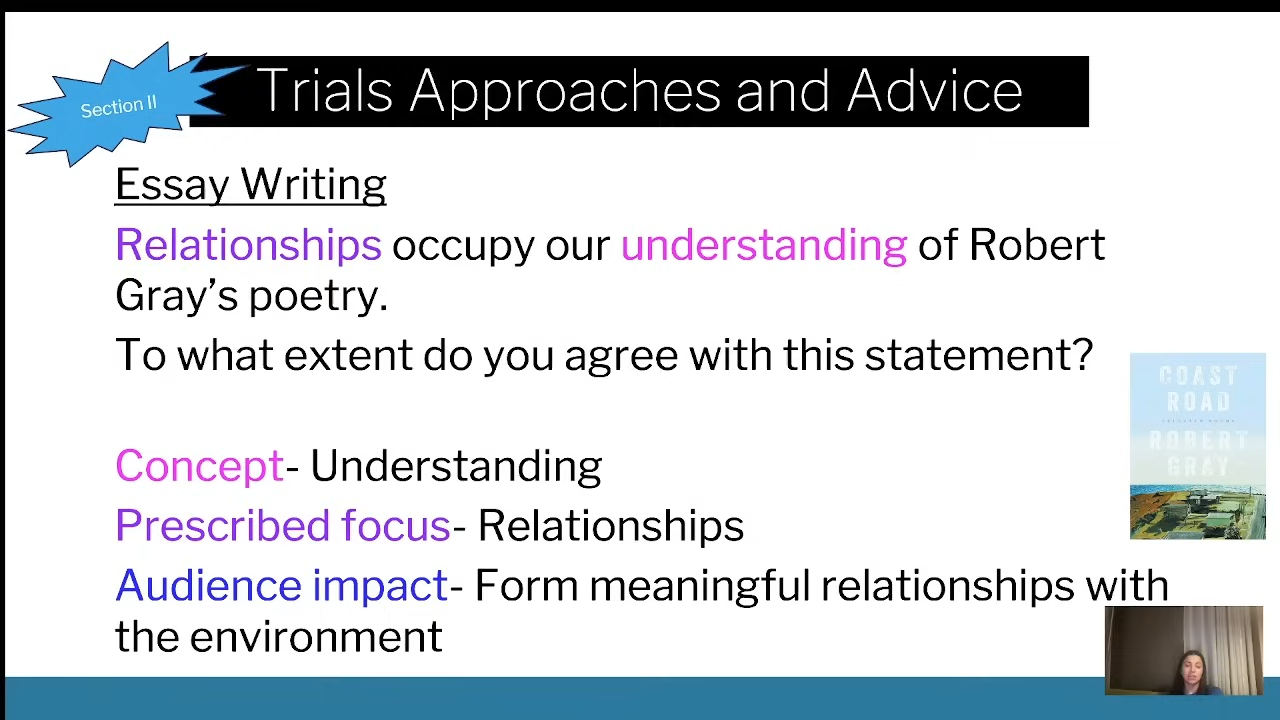 Section II
Trials Approaches and Advice
Essay Writing
Relationships occupy our understanding of Robert
Gray's poetry.
To what extent do you agree with this statement?
Concept- Understanding
Prescribed focus- Relationships
Audience impact- Form meaningful relationships with
the environment
COAST
ROAD
ROBERT
GRAY